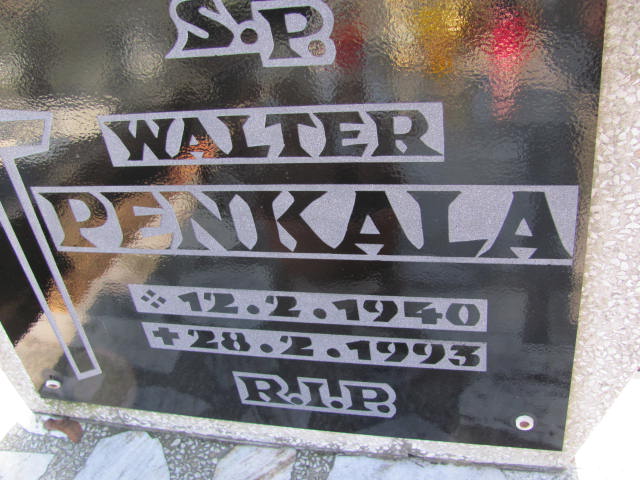 Ś.P.
WALTER
PENKALA
* 12.2.1940
+ 28.2.1993
R.I.P.